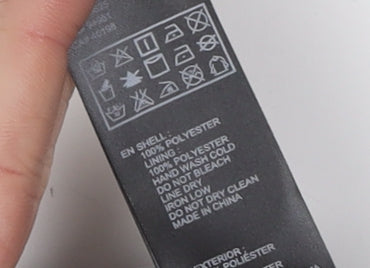 EN SHELL:
100% POLYESTER
LINING :
100% POLYESTER
HAND WASH COLD
DO NOT BLEACH
LINE DRY
IRON LOW
DO NOT DRY CLEAN
MADE IN CHINA
EXTERIOR :
POLIÉSTER